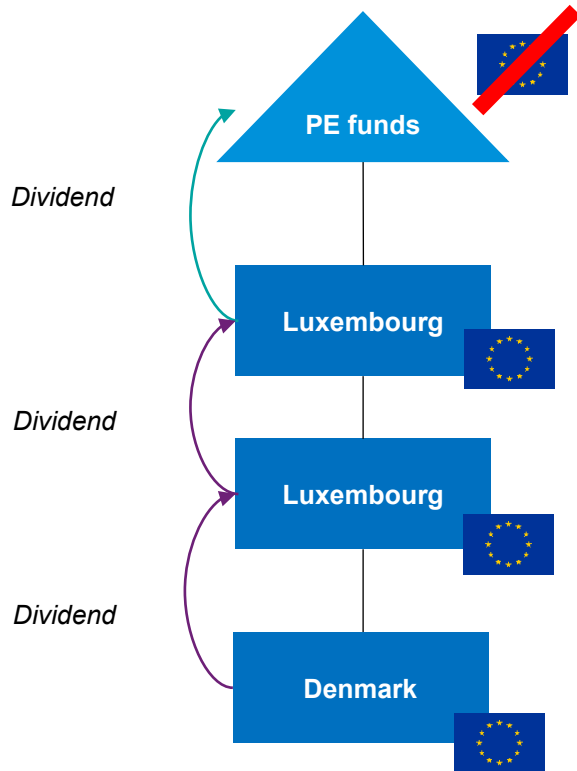 PE funds
Dividend
Luxembourg
Dividend
Luxembourg
Dividend
Denmark